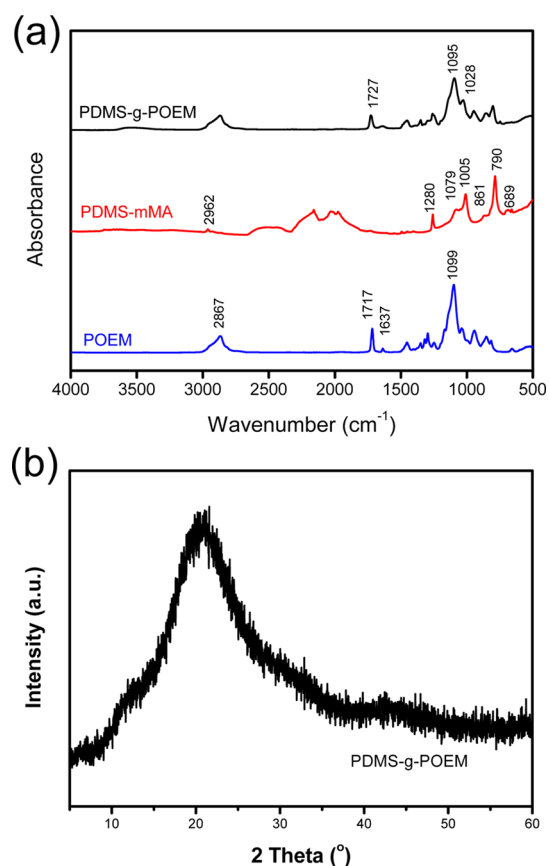 (a)
Absorbance
PDMS-g-POEM
1727
1095
1028
PDMS-mMA
2962
1280
1079
1005
861
790
689
POEM
2867
1717
1637
1099
4000 3500 3000 2500 2000 1500 1000 500
Wavenumber (cm⁻¹)
(b)
Intensity (a.u.)
PDMS-g-POEM
10 20 30 40 50 60
2 Theta (°)